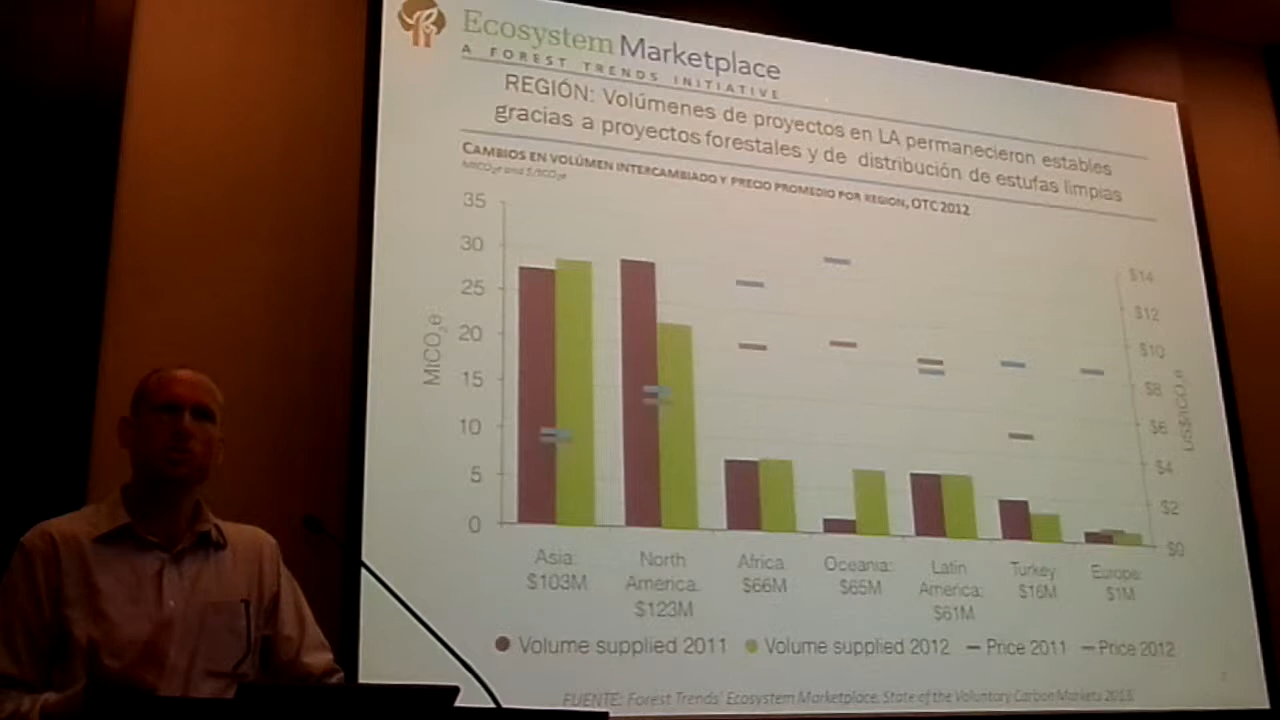 Ecosystem Marketplace
A FOREST TRENDS INITIATIVE
REGIÓN: Volúmenes de proyectos en LA permanecieron estables
gracias a proyectos forestales y de distribución de estufas limpias
CAMBIOS EN VOLÚMEN INTERCAMBIADO Y PRECIO PROMEDIO POR REGION, OTC 2012
MtCO2e and $/tCO2e
35
30
25
20
15
10
5
0
MtCO2e
$14
$12
$10
$8
$6
$4
$2
$0
US$/tCO2e
Asia:
$103M
North
America:
$123M
Africa:
$66M
Oceania:
$65M
Latin
America:
$61M
Turkey:
$16M
Europe:
$1M
Volume supplied 2011
Volume supplied 2012
Price 2011
Price 2012
FUENTE: Forest Trends' Ecosystem Marketplace. State of the Voluntary Carbon Markets 2013.